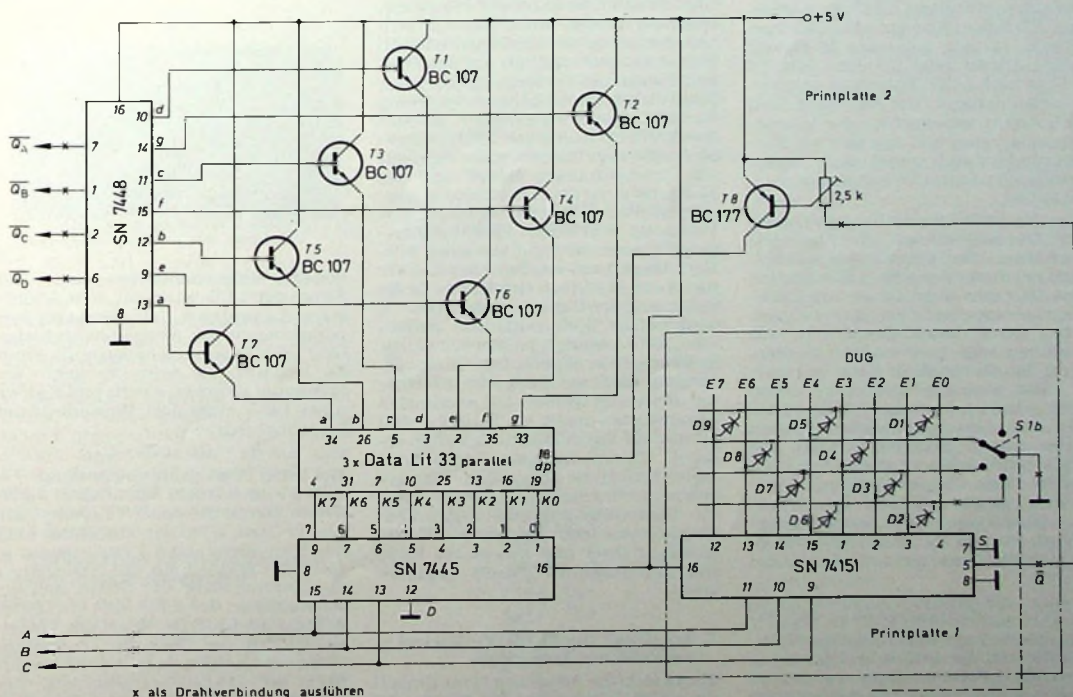 +5 V
T1
BC 107
Printplatte 2
T2
BC 107
16 10 d
Q̅A 7
14 g
T3
BC 107
11 c
Q̅B 1
SN 7448
15 f
T4
BC 107
T8
BC 177
2,5 k
Q̅C 2
12 b
T5
BC 107
9 e
Q̅D 6
13 a
T6
BC 107
8
T7
BC 107
DUG
E7 E6 E5 E4 E3 E2 E1 E0
a b c d e f g
34 26 5 3 2 35 33
D9 D5 D1
S1b
3 x Data Lit 33 parallel
18
dp
D8 D4
4 31 7 10 25 13 16 19
D7 D3
K7 K6 K5 K4 K3 K2 K1 K0
D6 D2
7 6 5 3 2 1 0
9 7 6 5 4 3 2 1
12 13 14 15 1 2 3 4
7 S
8 SN 7445 16
16 SN 74151 5 Q̅
8
15 14 13 12
D
11 10 9
A
B
C
Printplatte 1
x als Drahtverbindung ausführen